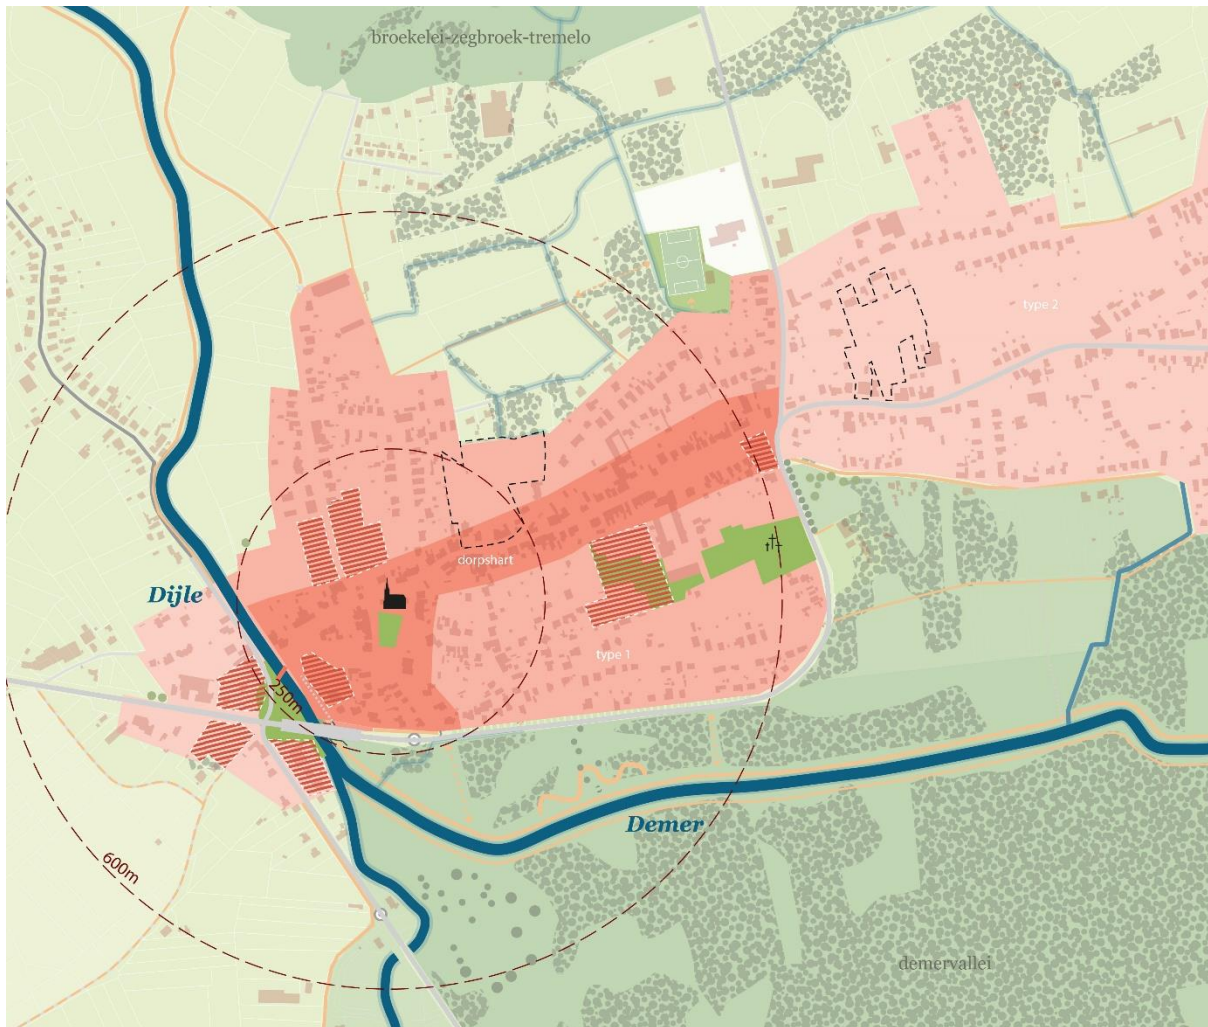 broekelei-zegbroek-tremelo
type 2
dorpshart
Dijle
type 1
250m
Demer
600m
demervallei